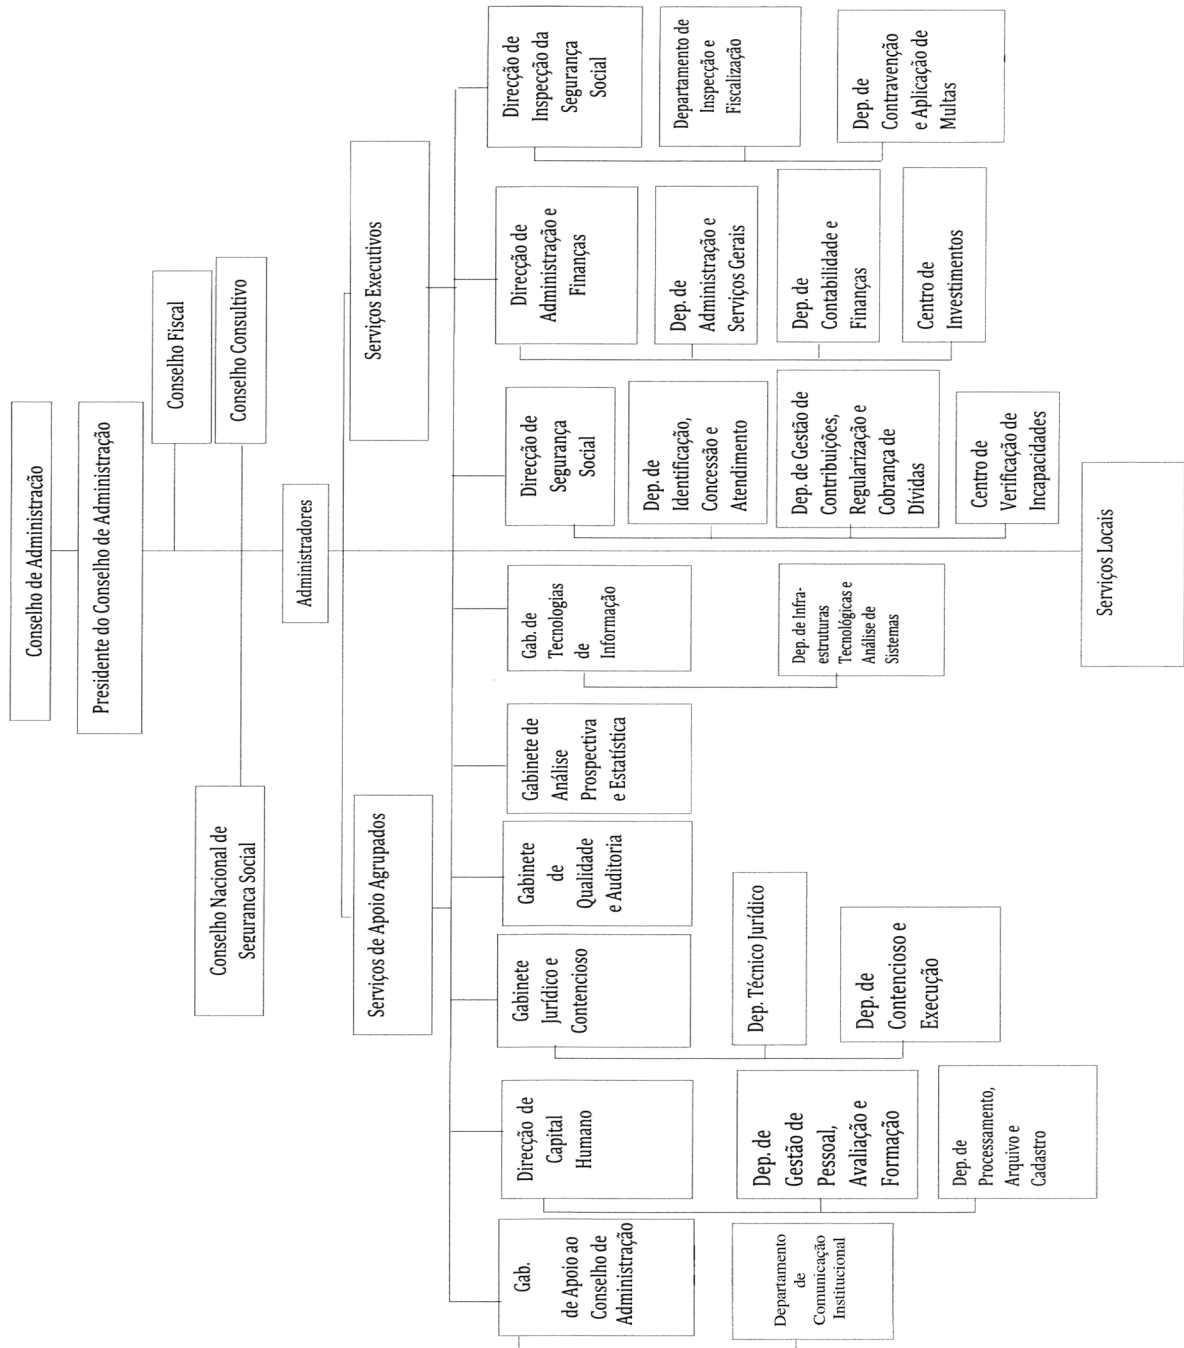 Conselho de Administracão
Presidente do Conselho de Administração
Conselho Fiscal
Conselho Nacional de
Seguranca Social
Conselho Consultivo
Administradores
Serviços de Apoio Agrupados
Serviços Executivos
Gab.
de Apoio ao
Conselho de
Administração
Departamento
de
Comunicação
Institucional
Direcção de
Capital
Humano
Dep. de
Gestão de
Pessoal,
Avaliação e
Formação
Dep. de
Processamento,
Arquivo e
Cadastro
Gabinete
Jurídico e
Contencioso
Dep. Técnico Jurídico
Dep. de
Contencioso e
Execução
Gabinete
de
Qualidade
e Auditoria
Gabinete de
Análise
Prospectiva
e Estatística
Gab. de
Tecnologias
de
Informação
Dep. de Infra-
estruturas
Tecnológicas e
Análise de
Sistemas
Direcção de
Segurança
Social
Dep. de
Identificação,
Concessão e
Atendimento
Dep. de Gestão de
Contribuições,
Regularização e
Cobrança de
Dívidas
Centro de
Verificação de
Incapacidades
Direcção de
Administração e
Finanças
Dep. de
Administração e
Serviços Gerais
Dep. de
Contabilidade e
Finanças
Centro de
Investimentos
Direcção de
Inspecção da
Segurança
Social
Departamento de
Inspecção e
Fiscalização
Dep. de
Contravenção
e Aplicação de
Multas
Serviços Locais